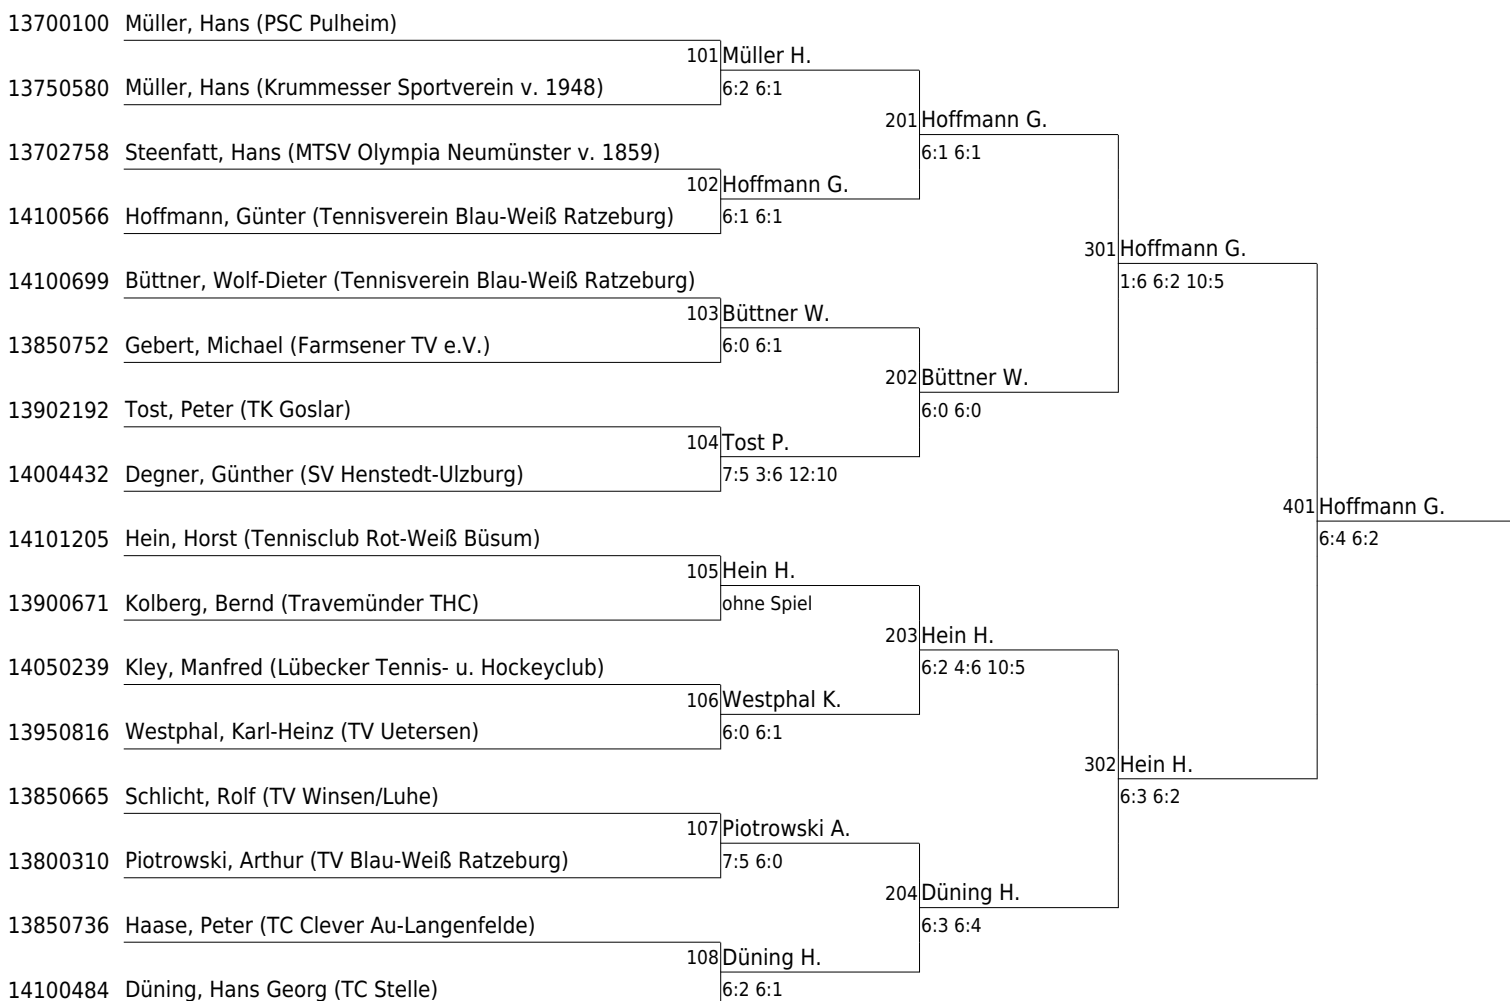 13700100 Müller, Hans (PSC Pulheim)
101 Müller H.
13750580 Müller, Hans (Krummesser Sportverein v. 1948)
6:2 6:1
201 Hoffmann G.
13702758 Steenfatt, Hans (MTSV Olympia Neumünster v. 1859)
6:1 6:1
102 Hoffmann G.
14100566 Hoffmann, Günter (Tennisverein Blau-Weiß Ratzeburg)
6:1 6:1
301 Hoffmann G.
14100699 Büttner, Wolf-Dieter (Tennisverein Blau-Weiß Ratzeburg)
1:6 6:2 10:5
103 Büttner W.
13850752 Gebert, Michael (Farmsener TV e.V.)
6:0 6:1
202 Büttner W.
13902192 Tost, Peter (TK Goslar)
6:0 6:0
104 Tost P.
14004432 Degner, Günther (SV Henstedt-Ulzburg)
7:5 3:6 12:10
401 Hoffmann G.
14101205 Hein, Horst (Tennisclub Rot-Weiß Büsum)
6:4 6:2
105 Hein H.
13900671 Kolberg, Bernd (Travemünder THC)
ohne Spiel
203 Hein H.
14050239 Kley, Manfred (Lübecker Tennis- u. Hockeyclub)
6:2 4:6 10:5
106 Westphal K.
13950816 Westphal, Karl-Heinz (TV Uetersen)
6:0 6:1
302 Hein H.
13850665 Schlicht, Rolf (TV Winsen/Luhe)
6:3 6:2
107 Piotrowski A.
13800310 Piotrowski, Arthur (TV Blau-Weiß Ratzeburg)
7:5 6:0
204 Düning H.
13850736 Haase, Peter (TC Clever Au-Langenfelde)
6:3 6:4
108 Düning H.
14100484 Düning, Hans Georg (TC Stelle)
6:2 6:1